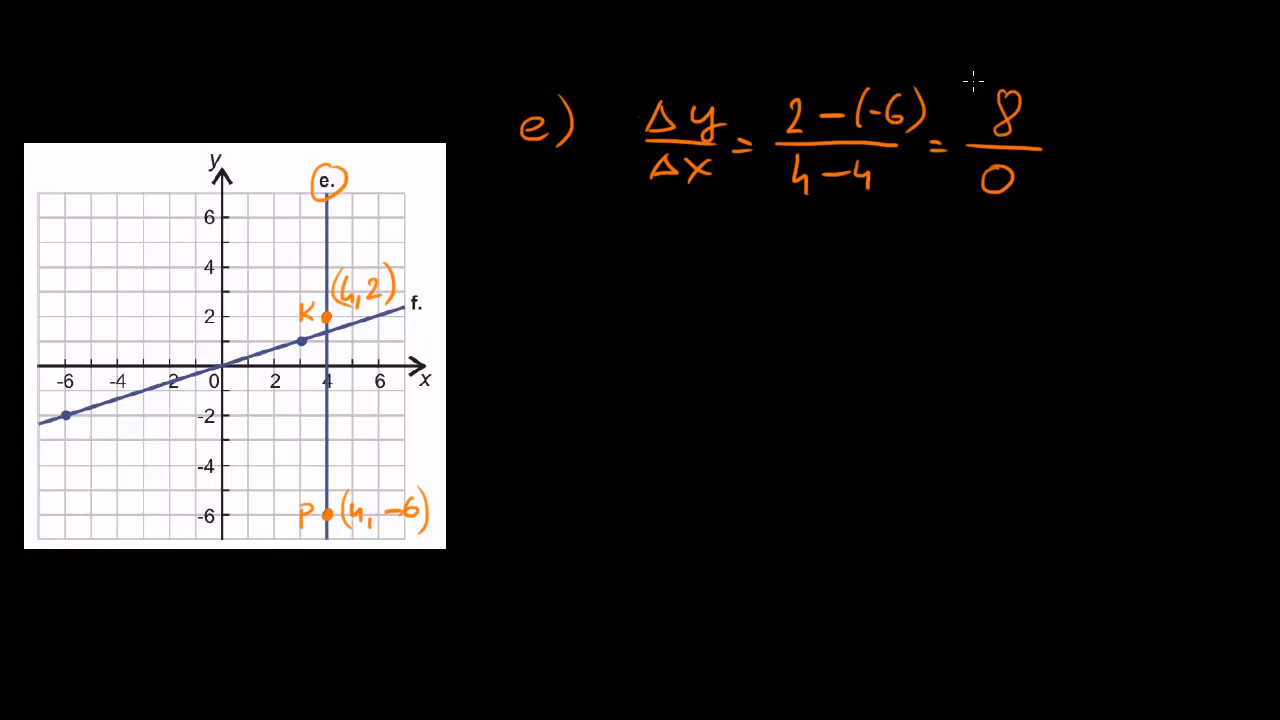 e) Δy/Δx = 2-(-6)/4-4 = 8/0
y
e.
6
4
(4,2)
2
K
f.
-6 -4 -2 0 2 4 6 x
-2
-4
-6
P (4, -6)